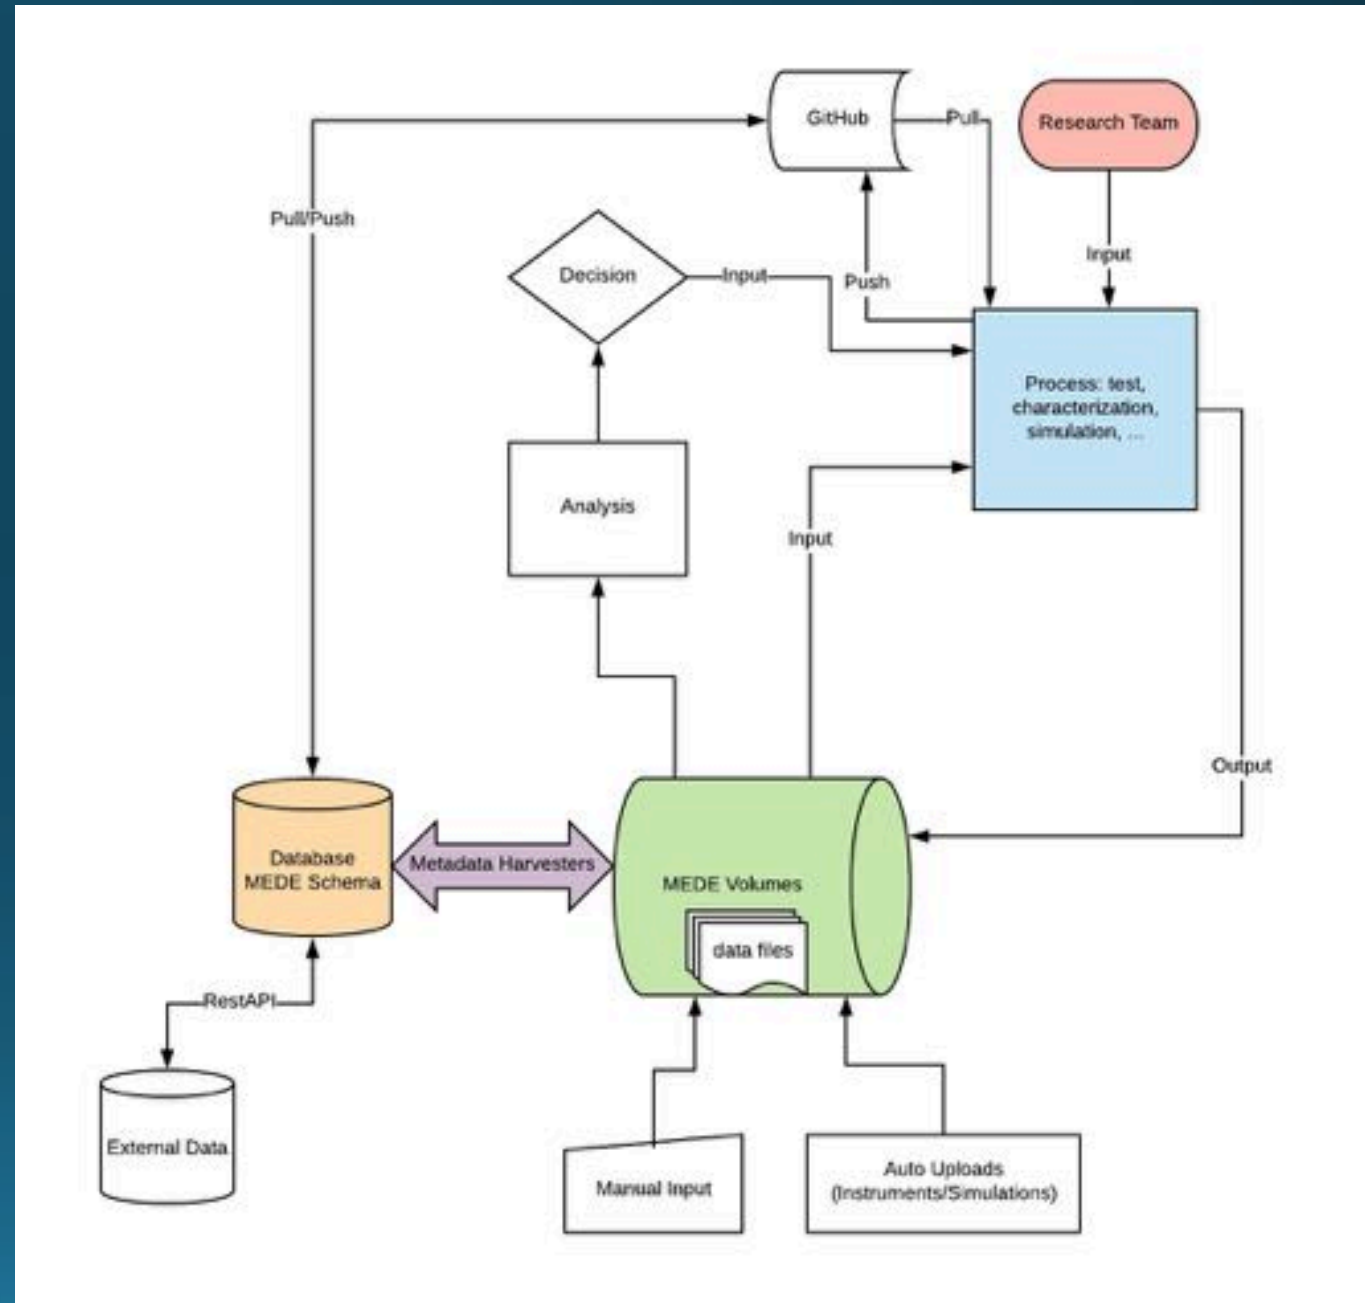 GitHub
Pull
Research Team
Pull/Push
Decision
Input
Push
Input
Process: test,
characterization,
simulation, ...
Analysis
Input
Output
Database
MEDE Schema
Metadata Harvesters
MEDE Volumes
data files
RestAPI
External Data
Manual Input
Auto Uploads
(Instruments/Simulations)